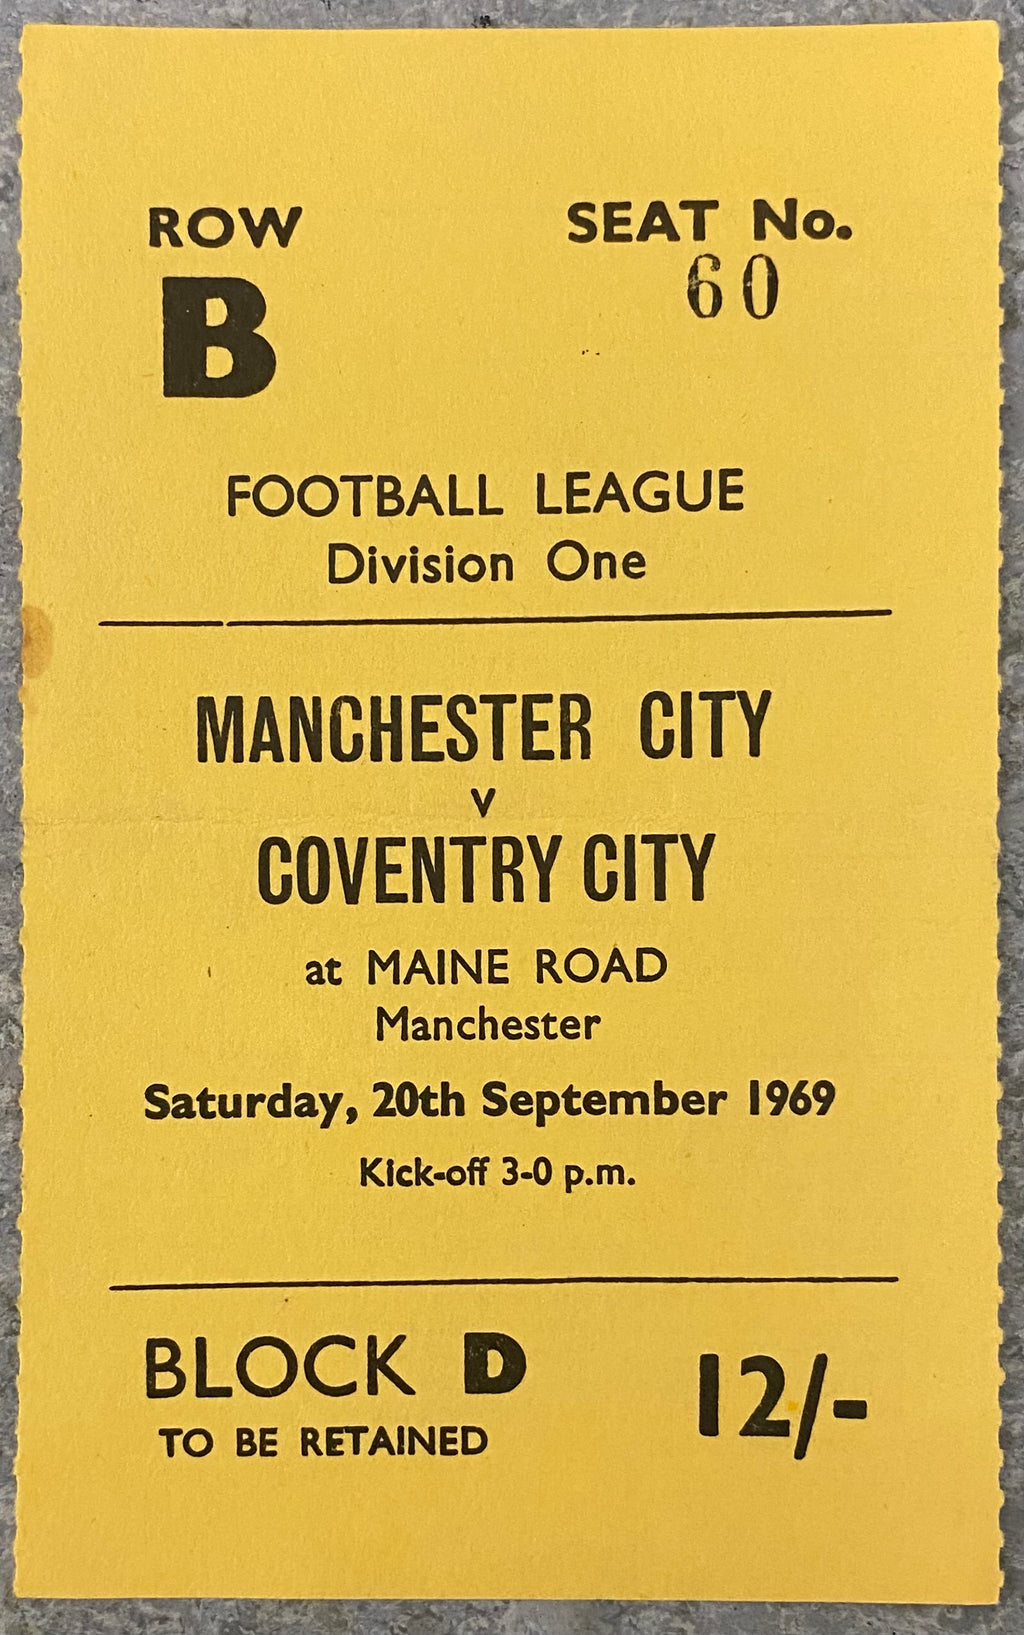 ROW SEAT No.
B 60
FOOTBALL LEAGUE
Division One
MANCHESTER CITY
v
COVENTRY CITY
at MAINE ROAD
Manchester
Saturday, 20th September 1969
Kick-off 3-0 p.m.
BLOCK D 12/-
TO BE RETAINED